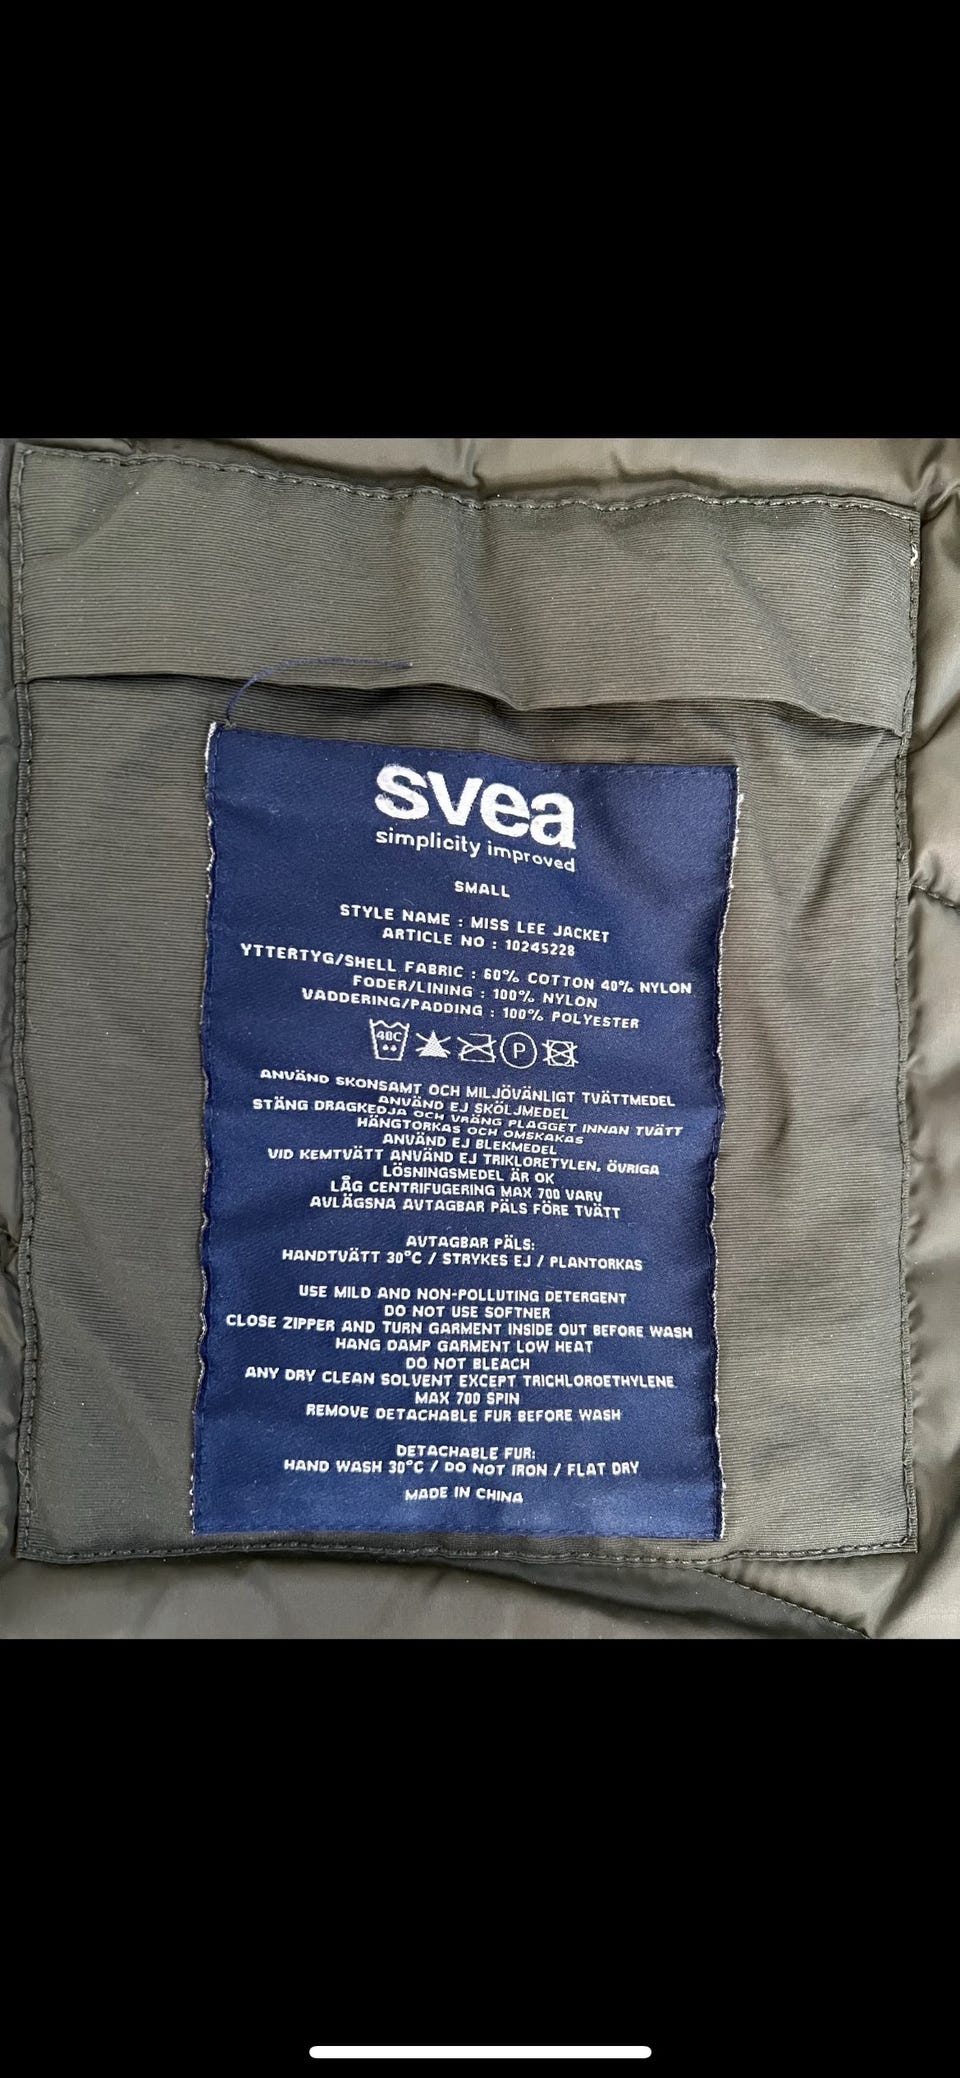 svea
simplicity improved
SMALL
STYLE NAME : MISS LEE JACKET
ARTICLE NO : 10245228
YTTERTYG/SHELL FABRIC : 60% COTTON 40% NYLON
FODER/LINING : 100% NYLON
VADDERING/PADDING : 100% POLYESTER
40C P
ANVÄND SKONSAMT OCH MILJÖVÄNLIGT TVÄTTMEDEL
ANVÄND EJ SKÖLJMEDEL
STÄNG DRAGKEDJA OCH VRÄNG PLAGGET INNAN TVÄTT
HÄNGTORKAS OCH OMSKAKAS
ANVÄND EJ BLEKMEDEL
VID KEMTVÄTT ANVÄND EJ TRIKLORETYLEN, ÖVRIGA
LÖSNINGSMEDEL ÄR OK
LÅG CENTRIFUGERING MAX 700 VARV
AVLÄGSNA AVTAGBAR PÄLS FÖRE TVÄTT
AVTAGBAR PÄLS:
HANDTVÄTT 30°C / STRYKES EJ / PLANTORKAS
USE MILD AND NON-POLLUTING DETERGENT
DO NOT USE SOFTNER
CLOSE ZIPPER AND TURN GARMENT INSIDE OUT BEFORE WASH
HANG DAMP GARMENT LOW HEAT
DO NOT BLEACH
ANY DRY CLEAN SOLVENT EXCEPT TRICHLOROETHYLENE
MAX 700 SPIN
REMOVE DETACHABLE FUR BEFORE WASH
DETACHABLE FUR:
HAND WASH 30°C / DO NOT IRON / FLAT DRY
MADE IN CHINA